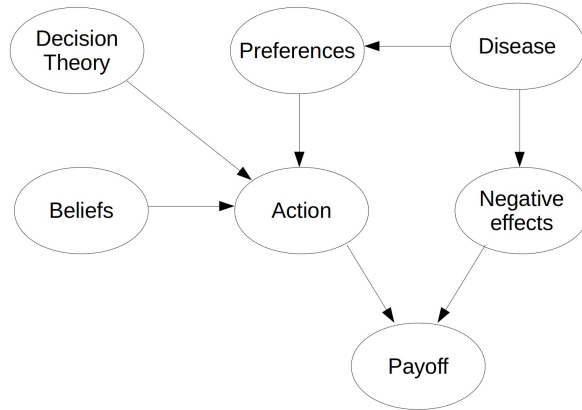 Decision
Theory
Preferences
Disease
Beliefs
Action
Negative
effects
Payoff